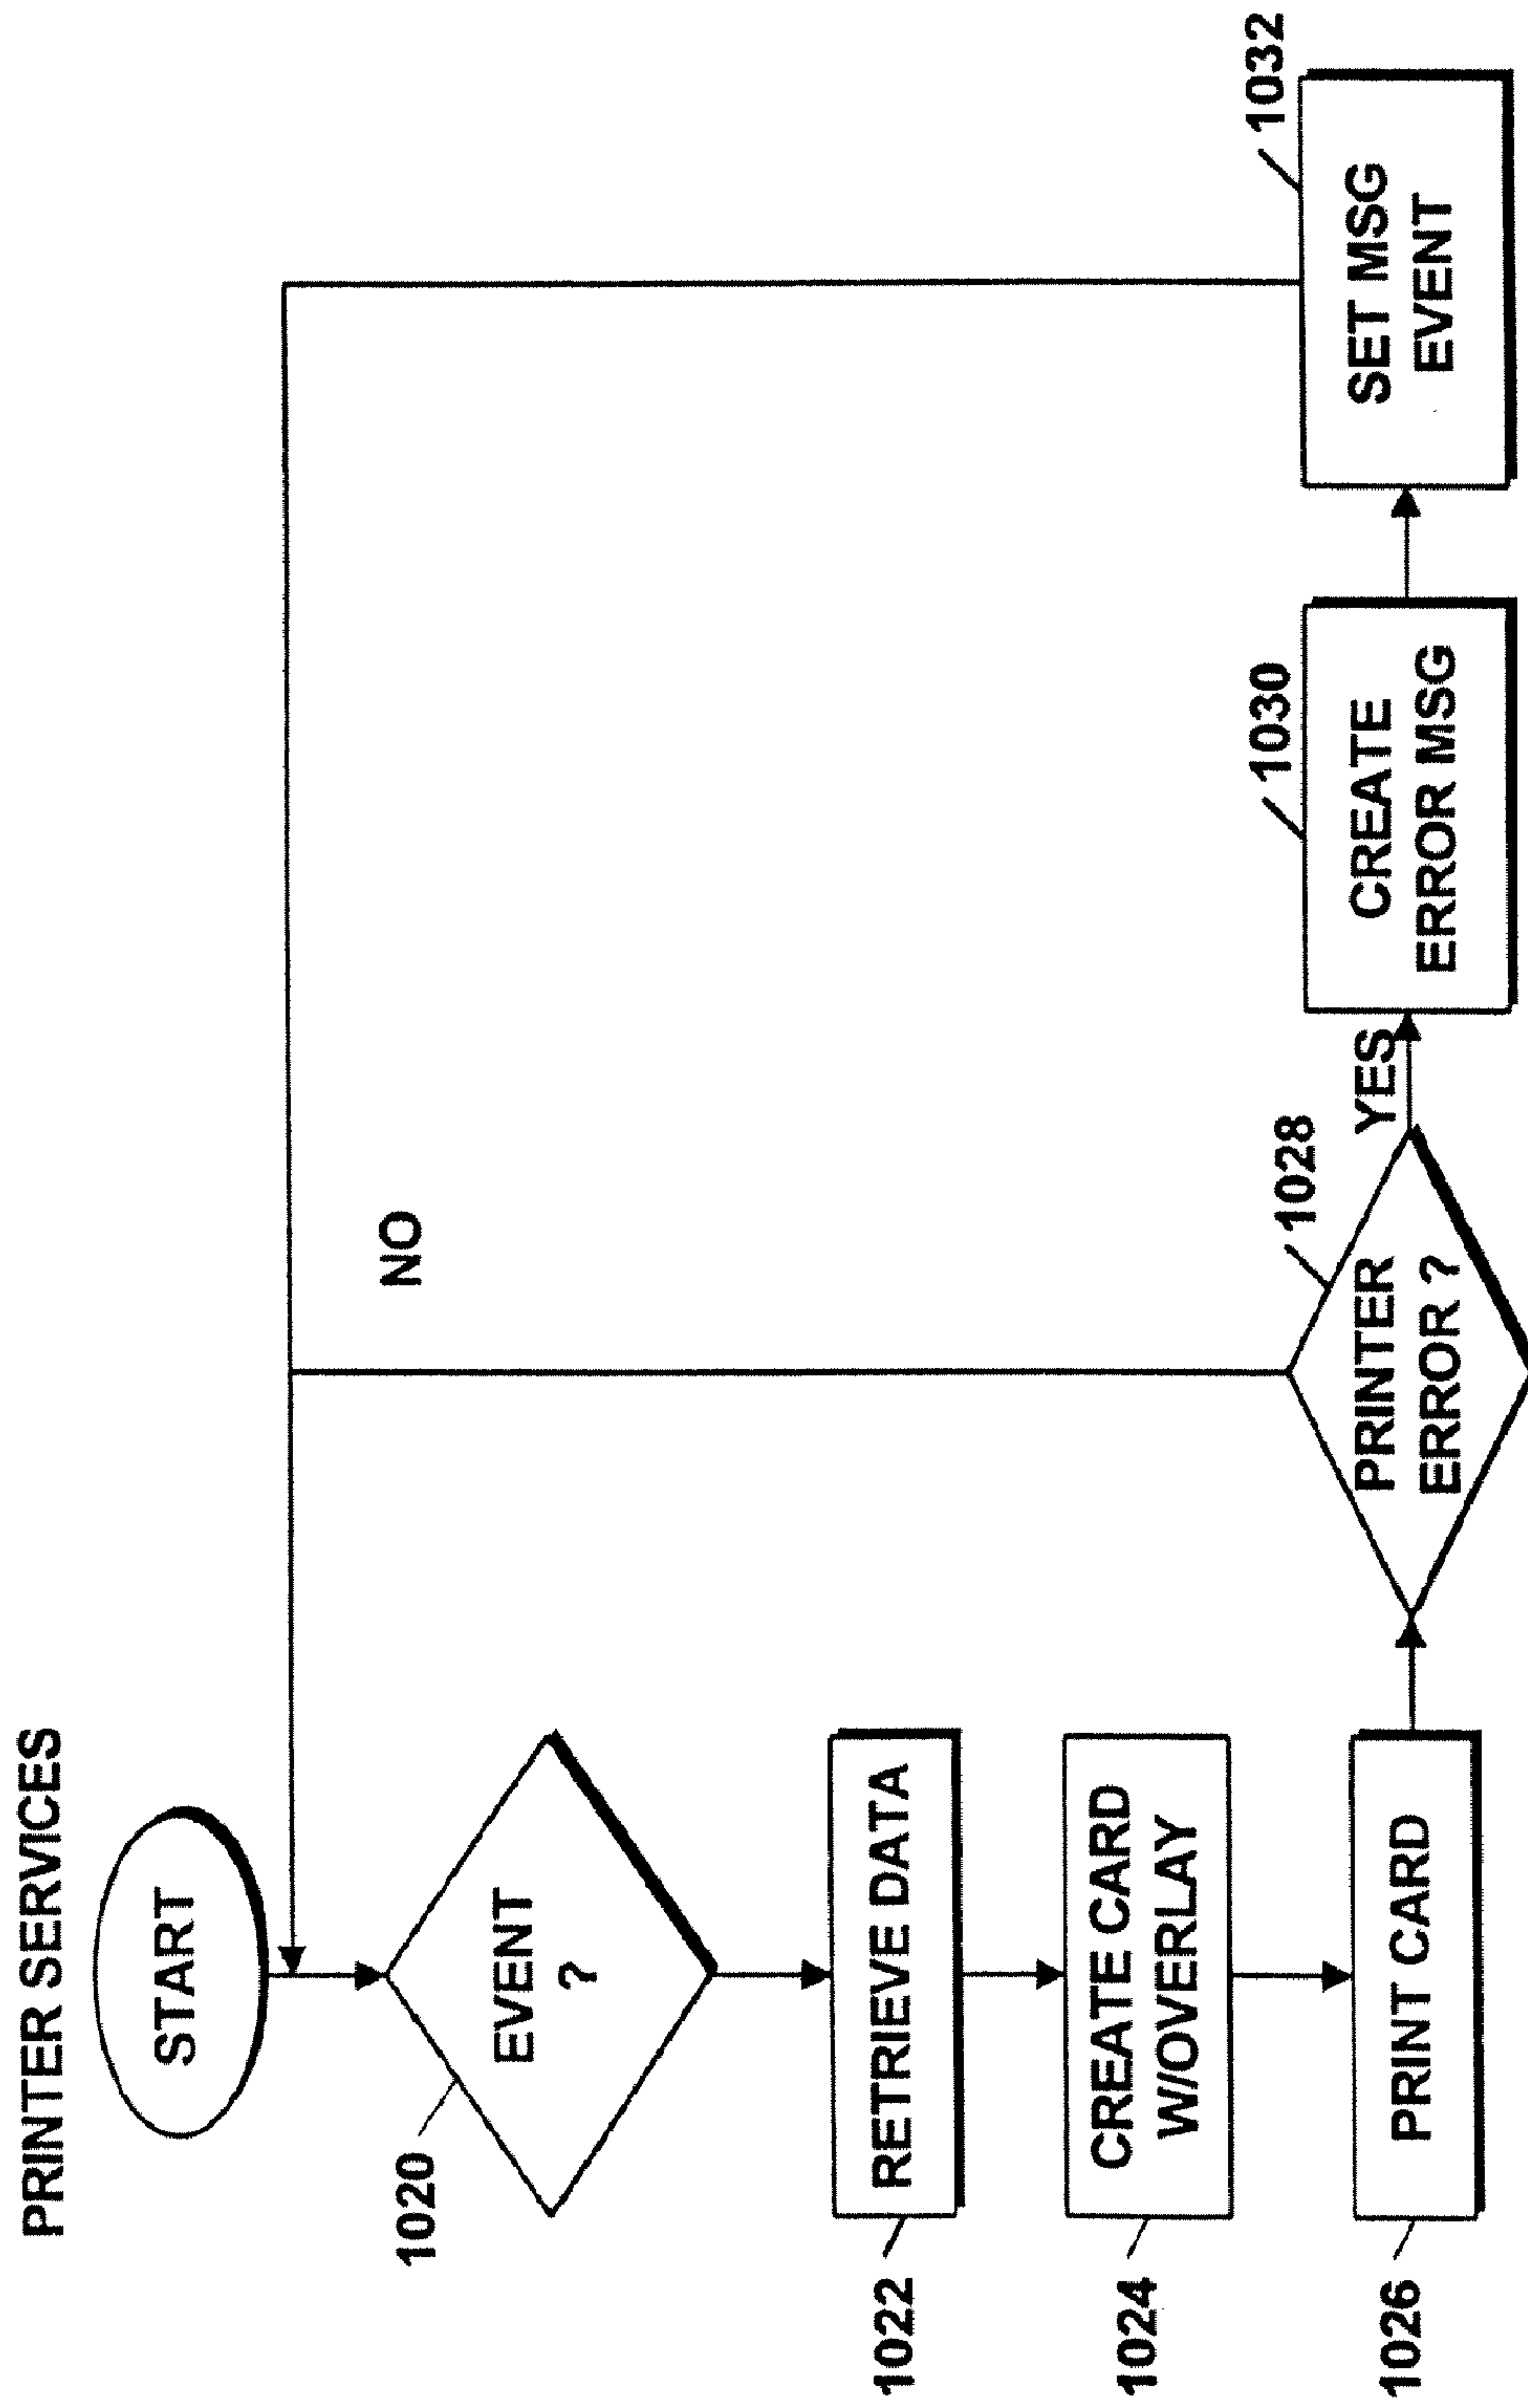 PRINTER SERVICES
START
1020
EVENT
?
1022
RETRIEVE DATA
1024
CREATE CARD
W/OVERLAY
1026
PRINT CARD
NO
1028
PRINTER
ERROR ?
YES
1030
CREATE
ERROR MSG
1032
SET MSG
EVENT